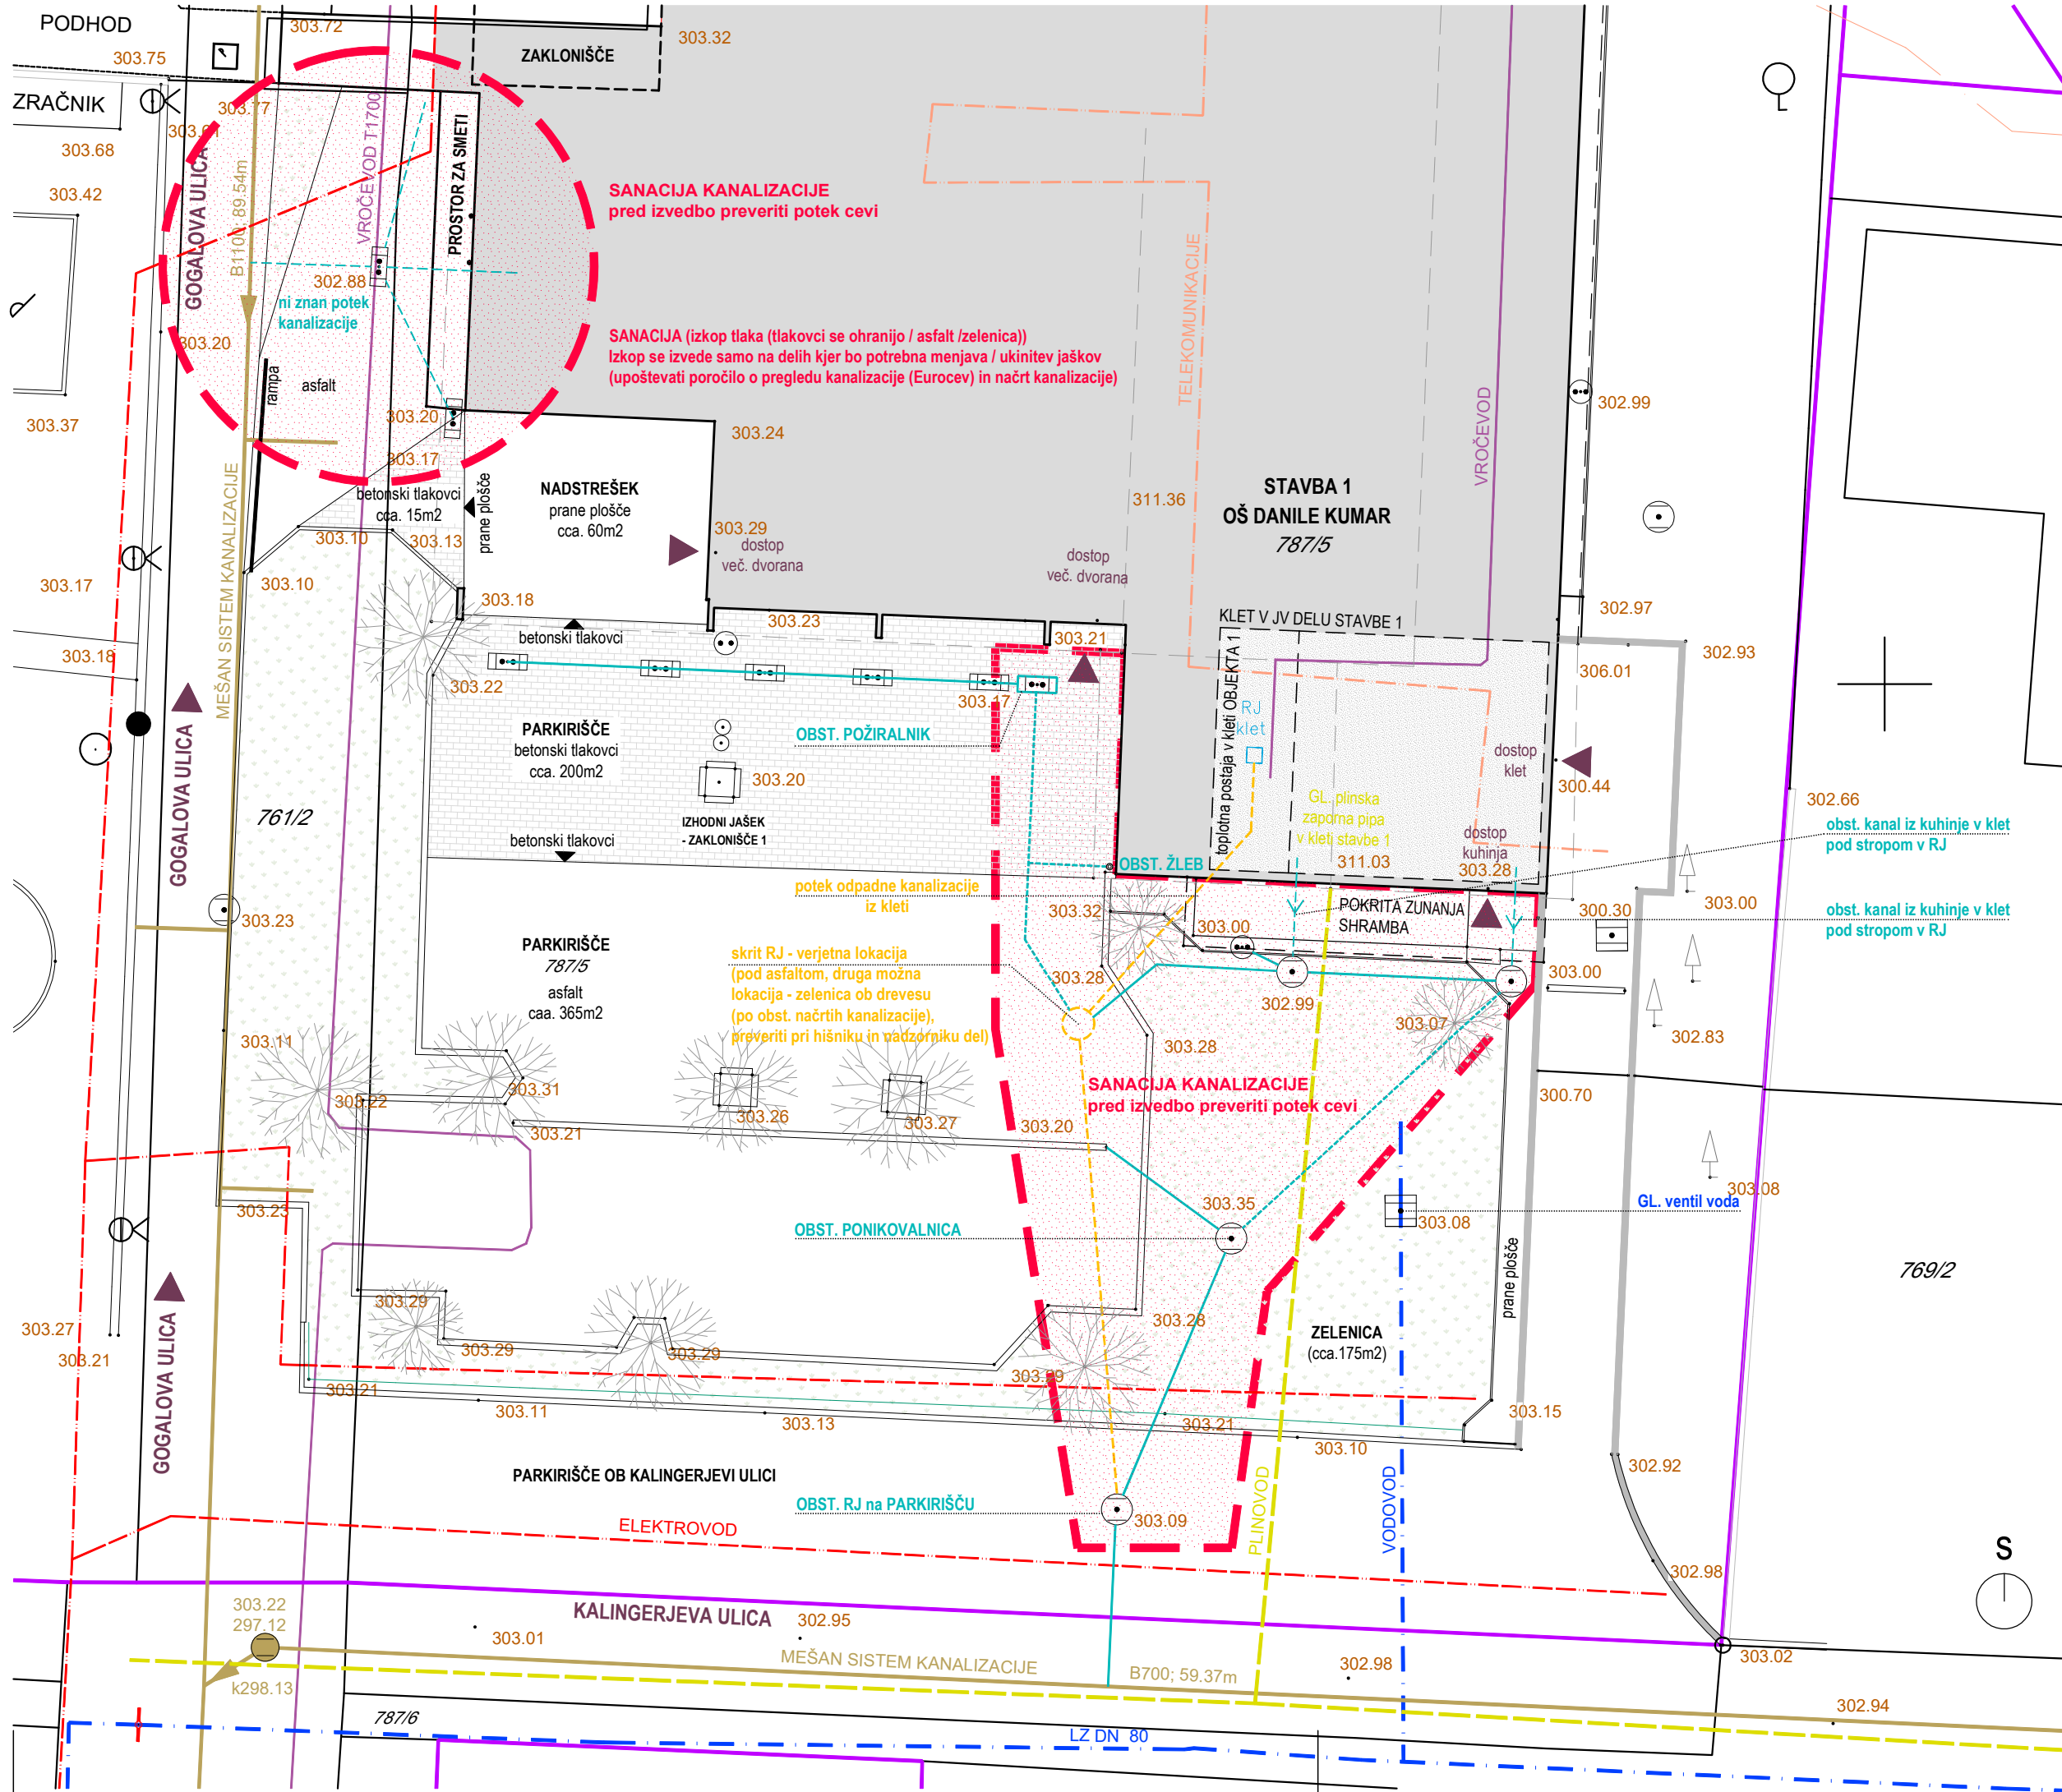 PODHOD
303.75
303.72
303.32
ZAKLONIŠČE
ZRAČNIK
303.77
303.61
303.68
303.42
GOGALOVA ULICA
B1100; 89.54m
VROČEVOD T1700
PROSTOR ZA SMETI
SANACIJA KANALIZACIJE
pred izvedbo preveriti potek cevi
302.88
ni znan potek
kanalizacije
303.20
rampa
asfalt
303.37
303.20
303.17
SANACIJA (izkop tlaka (tlakovci se ohranijo / asfalt /zelenica))
Izkop se izvede samo na delih kjer bo potrebna menjava / ukinitev jaškov
(upoštevati poročilo o pregledu kanalizacije (Eurocev) in načrt kanalizacije)
TELEKOMUNIKACIJE
VROČEVOD
302.99
303.24
311.36
STAVBA 1
OŠ DANILE KUMAR
787/5
MEŠAN SISTEM KANALIZACIJE
betonski tlakovci
cca. 15m2
prane plošče
NADSTREŠEK
prane plošče
cca. 60m2
303.29
dostop
več. dvorana
dostop
več. dvorana
303.10
303.13
303.10
303.17
303.18
303.18
betonski tlakovci
303.23
303.21
KLET V JV DELU STAVBE 1
302.97
302.93
306.01
303.22
303.17
PARKIRIŠČE
betonski tlakovci
cca. 200m2
OBST. POŽIRALNIK
toplotna postaja v kleti OBJEKTA 1
RJ
klet
dostop
klet
300.44
302.66
303.20
IZHODNI JAŠEK
- ZAKLONIŠČE 1
GL. plinska
zaporna pipa
v kleti stavbe 1
dostop
kuhinja
761/2
GOGALOVA ULICA
betonski tlakovci
OBST. ŽLEB
311.03
303.28
obst. kanal iz kuhinje v klet
pod stropom v RJ
potek odpadne kanalizacije
iz kleti
303.32
303.00
POKRITA ZUNANJA
SHRAMBA
300.30
303.00
obst. kanal iz kuhinje v klet
pod stropom v RJ
303.23
PARKIRIŠČE
787/5
asfalt
caa. 365m2
skrit RJ - verjetna lokacija
(pod asfaltom, druga možna
lokacija - zelenica ob drevesu
(po obst. načrtih kanalizacije),
preveriti pri hišniku in nadzorniku del)
303.28
302.99
303.00
303.07
302.83
303.11
303.28
303.31
303.22
303.26
303.27
303.21
303.20
SANACIJA KANALIZACIJE
pred izvedbo preveriti potek cevi
300.70
303.08
GL. ventil voda
303.23
303.35
303.08
OBST. PONIKOVALNICA
prane plošče
769/2
303.27
303.21
GOGALOVA ULICA
303.29
303.29
303.29
303.28
303.29
ZELENICA
(cca.175m2)
303.21
303.11
303.13
303.21
303.10
303.15
302.92
PARKIRIŠČE OB KALINGERJEVI ULICI
OBST. RJ na PARKIRIŠČU
303.09
PLINOVOD
VODOVOD
ELEKTROVOD
S
302.98
303.22
297.12
KALINGERJEVA ULICA
302.95
303.01
MEŠAN SISTEM KANALIZACIJE
B700; 59.37m
302.98
303.02
k298.13
302.94
787/6
LZ DN 80